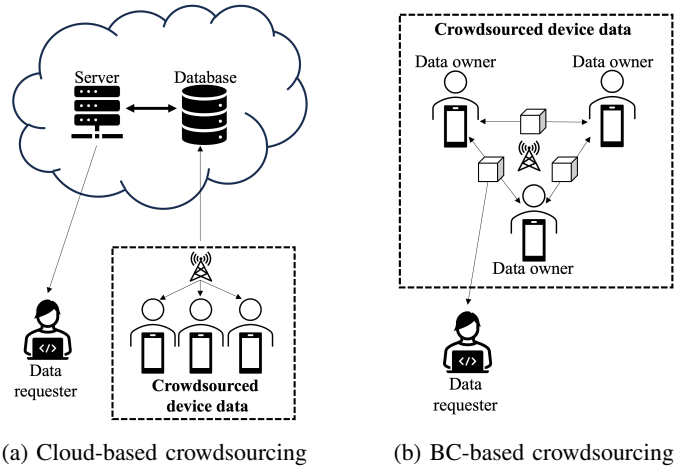 Server
Database
Data
requester
</>
Crowdsourced
device data
(a) Cloud-based crowdsourcing
Crowdsourced device data
Data owner
Data owner
Data owner
</>
Data
requester
(b) BC-based crowdsourcing